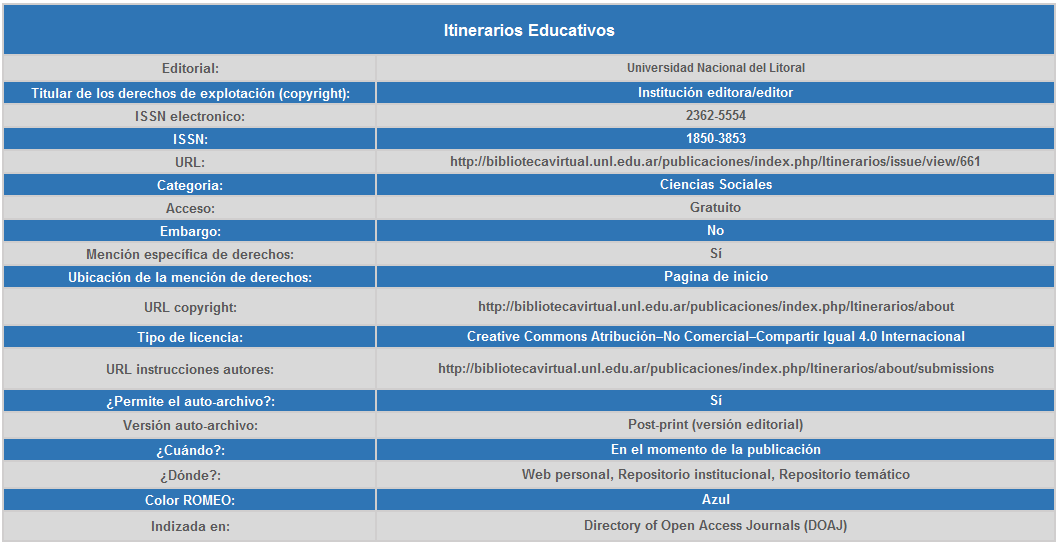 Itinerarios Educativos
Editorial: Universidad Nacional del Litoral
Titular de los derechos de explotación (copyright): Institución editora/editor
ISSN electronico: 2362-5554
ISSN: 1850-3853
URL: http://bibliotecavirtual.unl.edu.ar/publicaciones/index.php/Itinerarios/issue/view/661
Categoria: Ciencias Sociales
Acceso: Gratuito
Embargo: No
Mención específica de derechos: Sí
Ubicación de la mención de derechos: Pagina de inicio
URL copyright: http://bibliotecavirtual.unl.edu.ar/publicaciones/index.php/Itinerarios/about
Tipo de licencia: Creative Commons Atribución–No Comercial–Compartir Igual 4.0 Internacional
URL instrucciones autores: http://bibliotecavirtual.unl.edu.ar/publicaciones/index.php/Itinerarios/about/submissions
¿Permite el auto-archivo?: Sí
Versión auto-archivo: Post-print (versión editorial)
¿Cuándo?: En el momento de la publicación
¿Dónde?: Web personal, Repositorio institucional, Repositorio temático
Color ROMEO: Azul
Indizada en: Directory of Open Access Journals (DOAJ)